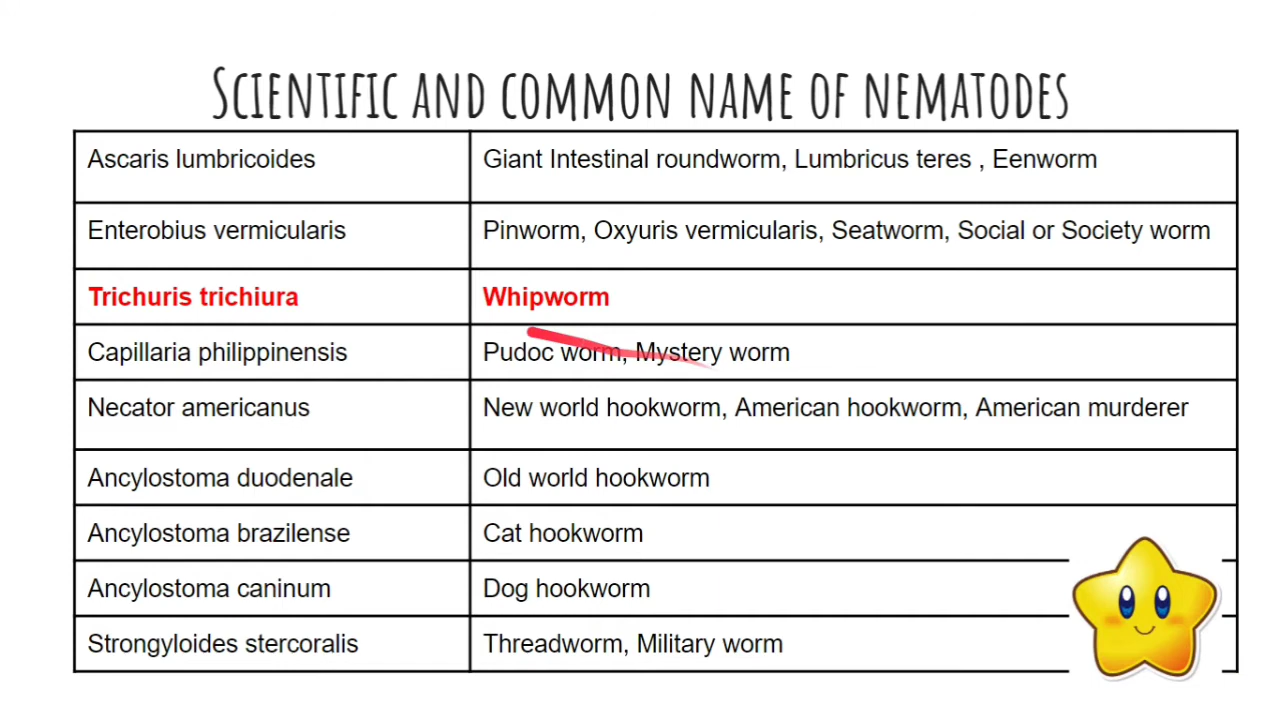 Scientific and common name of nematodes
Ascaris lumbricoides Giant Intestinal roundworm, Lumbricus teres , Eenworm
Enterobius vermicularis Pinworm, Oxyuris vermicularis, Seatworm, Social or Society worm
Trichuris trichiura Whipworm
Capillaria philippinensis Pudoc worm, Mystery worm
Necator americanus New world hookworm, American hookworm, American murderer
Ancylostoma duodenale Old world hookworm
Ancylostoma brazilense Cat hookworm
Ancylostoma caninum Dog hookworm
Strongyloides stercoralis Threadworm, Military worm